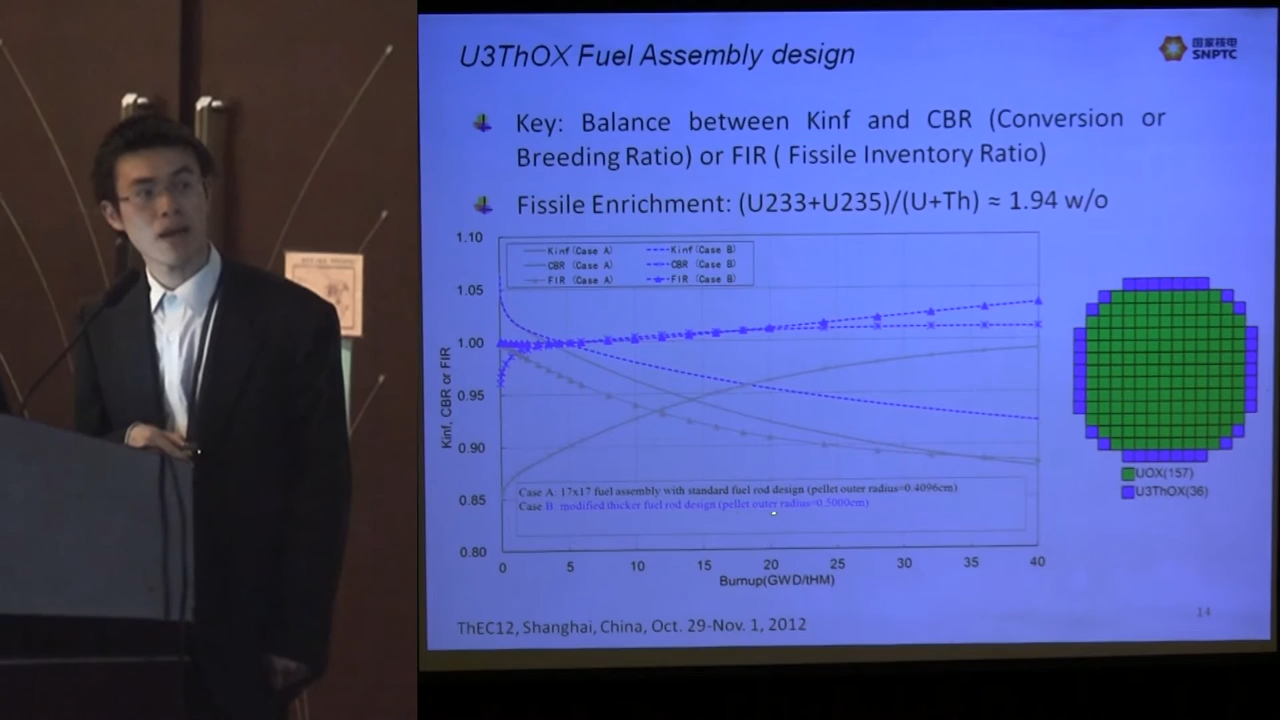 U3ThOX Fuel Assembly design
国家核电
SNPTC
Key: Balance between Kinf and CBR (Conversion or
Breeding Ratio) or FIR ( Fissile Inventory Ratio)
Fissile Enrichment: (U233+U235)/(U+Th) ≈ 1.94 w/o
Kinf(Case A)
Kinf(Case B)
CBR (Case A)
CBR (Case B)
FIR (Case A)
FIR (Case B)
Kinf, CBR or FIR
1.10
1.05
1.00
0.95
0.90
0.85
0.80
Case A: 17x17 fuel assembly with standard fuel rod design (pellet outer radius=0.4096cm)
Case B: modified thicker fuel rod design (pellet outer radius=0.5000cm)
0 5 10 15 20 25 30 35 40
Burnup(GWD/tHM)
UOX(157)
U3ThOX(36)
14
ThEC12, Shanghai, China, Oct. 29-Nov. 1, 2012